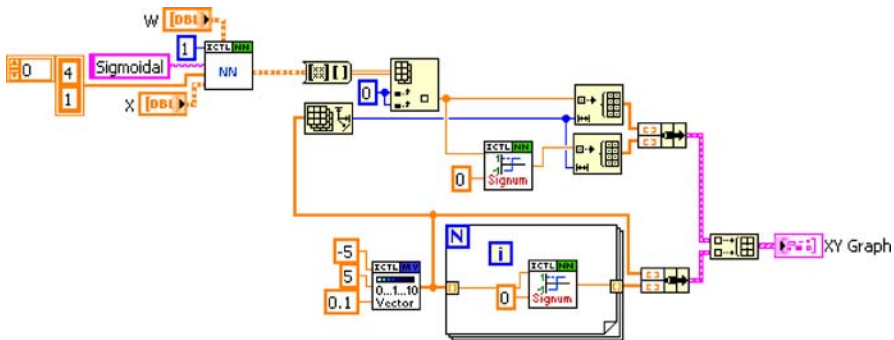 W [DBL]
1 ICTL NN
Sigmoidal
NN
0 4
1
X [DBL]
0
ICTL NN
0 Signum
N
i
-5
5
0.1
ICTL MV
0...1...10
Vector
ICTL NN
0 Signum
XY Graph